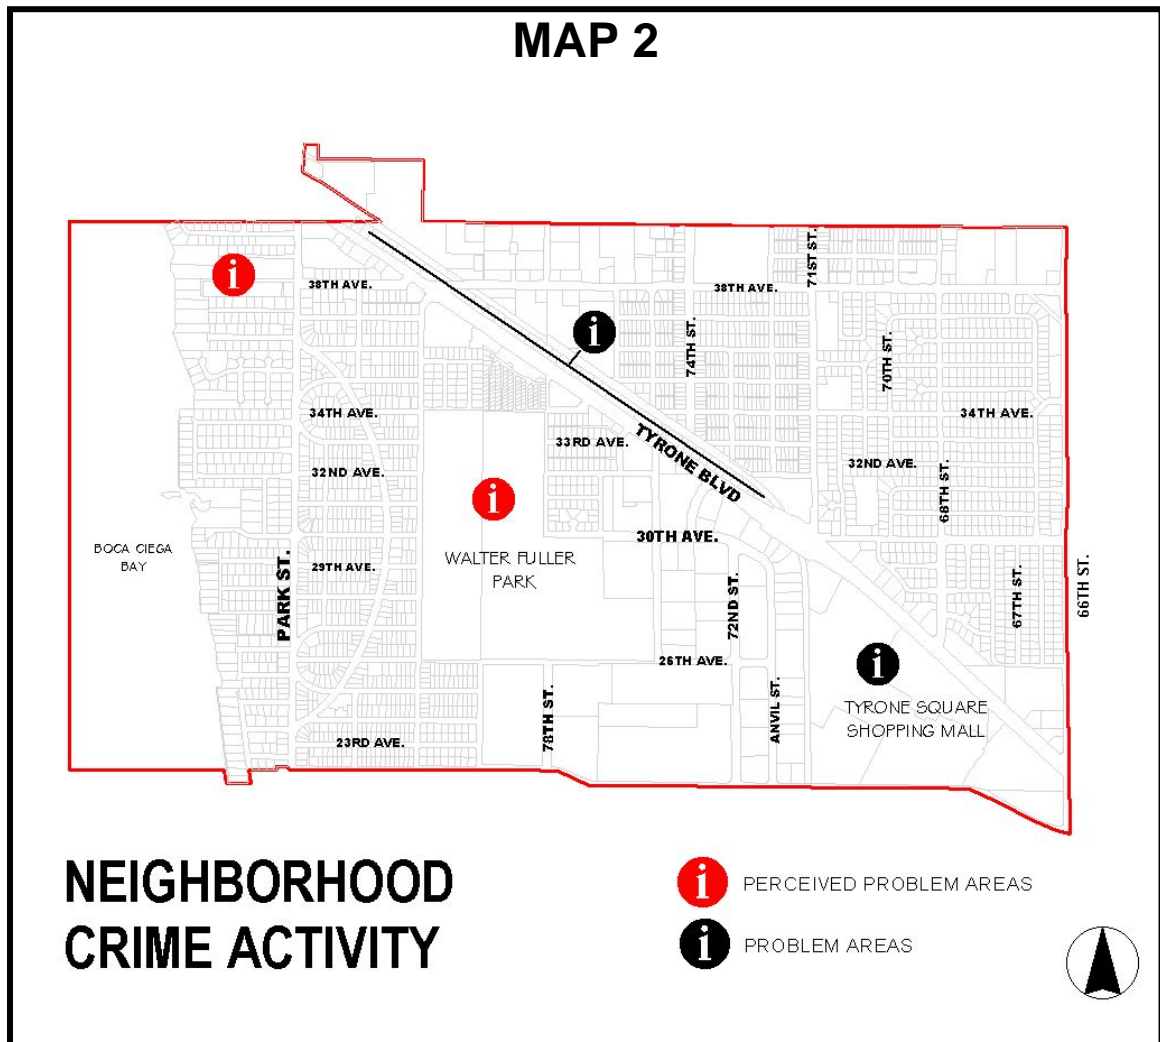 MAP 2
71ST ST.
38TH AVE.
38TH AVE.
i
i
74TH ST.
70TH ST.
34TH AVE.
34TH AVE.
33RD AVE.
TYRONE BLVD
32ND AVE.
32ND AVE.
68TH ST.
i
30TH AVE.
BOCA CIEGA
BAY
WALTER FULLER
PARK
29TH AVE.
PARK ST.
72ND ST.
67TH ST.
66TH ST.
26TH AVE.
i
TYRONE SQUARE
SHOPPING MALL
78TH ST.
ANVIL ST.
23RD AVE.
NEIGHBORHOOD
CRIME ACTIVITY
i PERCEIVED PROBLEM AREAS
i PROBLEM AREAS